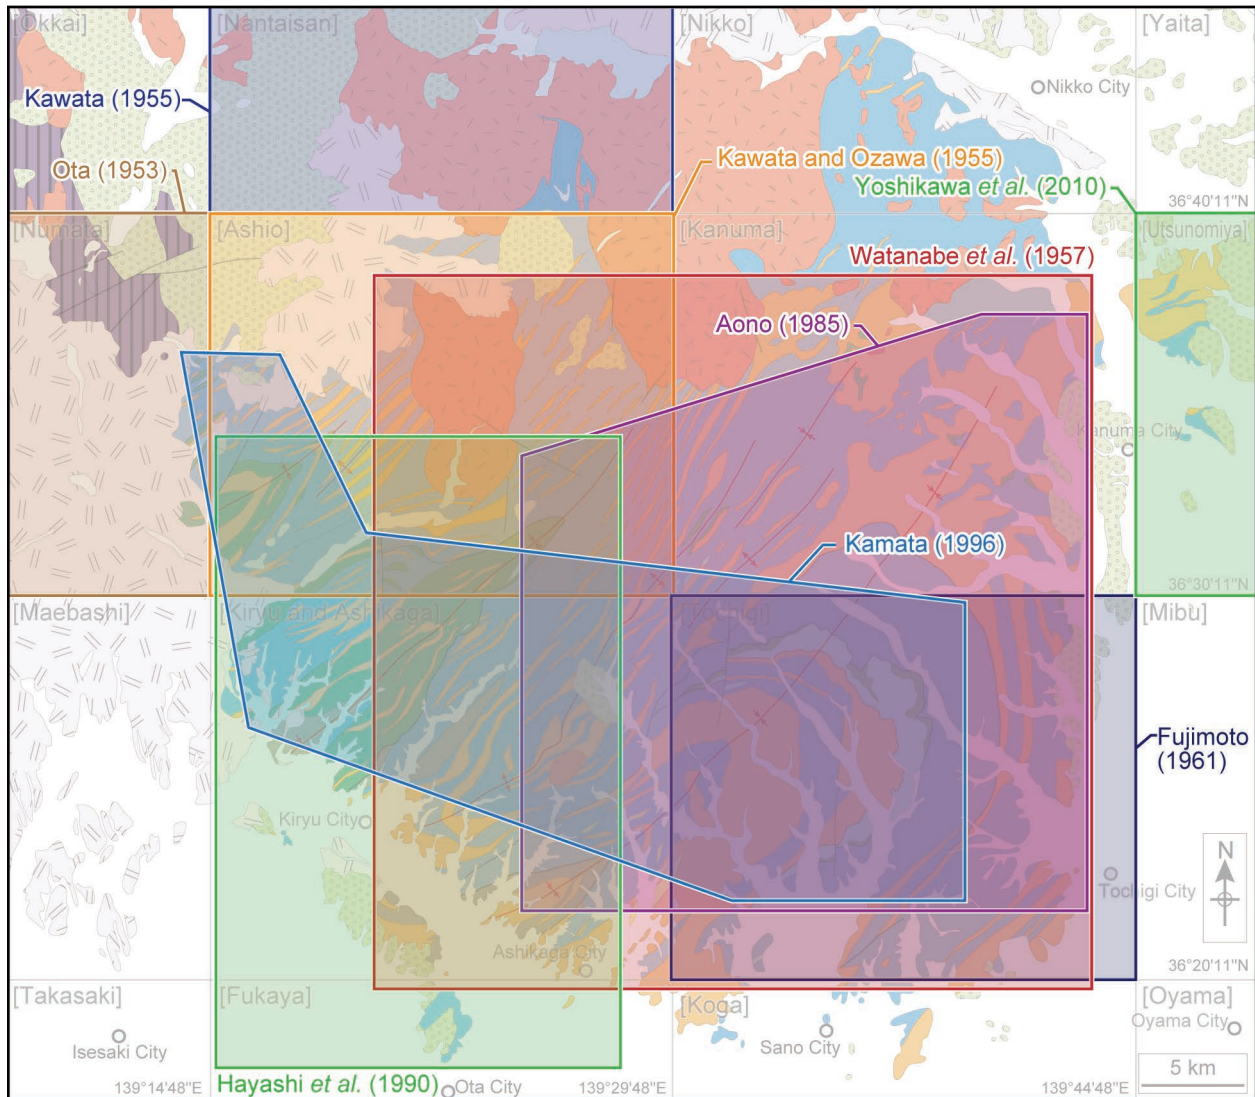 [Okkai]
[Nantaisan]
[Nikko]
[Yaita]
Nikko City
Kawata (1955)
Ota (1953)
Kawata and Ozawa (1955)
Yoshikawa et al. (2010)
36°40'11"N
[Numata]
[Ashio]
[Kanuma]
[Utsunomiya]
Watanabe et al. (1957)
Aono (1985)
Kanuma City
Kamata (1996)
36°30'11"N
[Maebashi]
[Kiryu and Ashikaga]
[Tochigi]
[Mibu]
Fujimoto
(1961)
Kiryu City
N
Tochigi City
Ashikaga City
36°20'11"N
[Takasaki]
[Fukaya]
[Koga]
[Oyama]
Oyama City
Isesaki City
Sano City
5 km
Hayashi et al. (1990)
Ota City
139°14'48"E
139°29'48"E
139°44'48"E